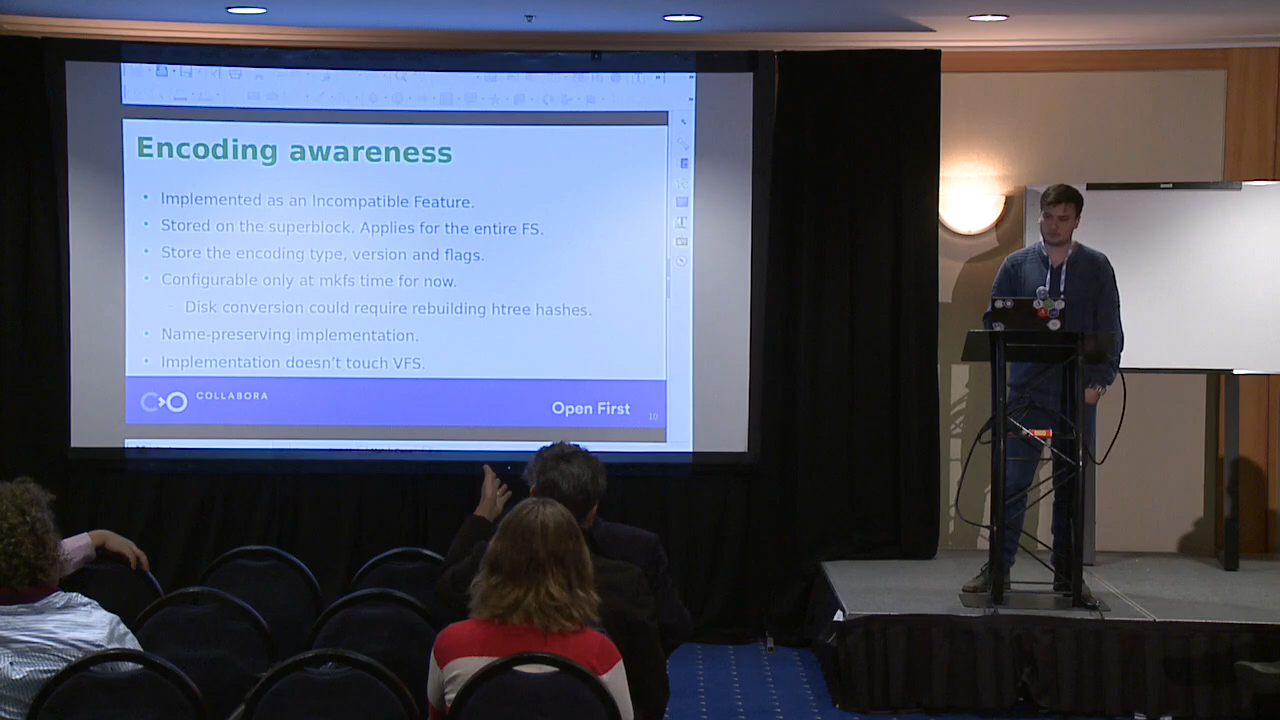 Encoding awareness
Implemented as an Incompatible Feature.
Stored on the superblock. Applies for the entire FS.
Store the encoding type, version and flags.
Configurable only at mkfs time for now.
Disk conversion could require rebuilding htree hashes.
Name-preserving implementation.
Implementation doesn't touch VFS.
COLLABORA
Open First
10